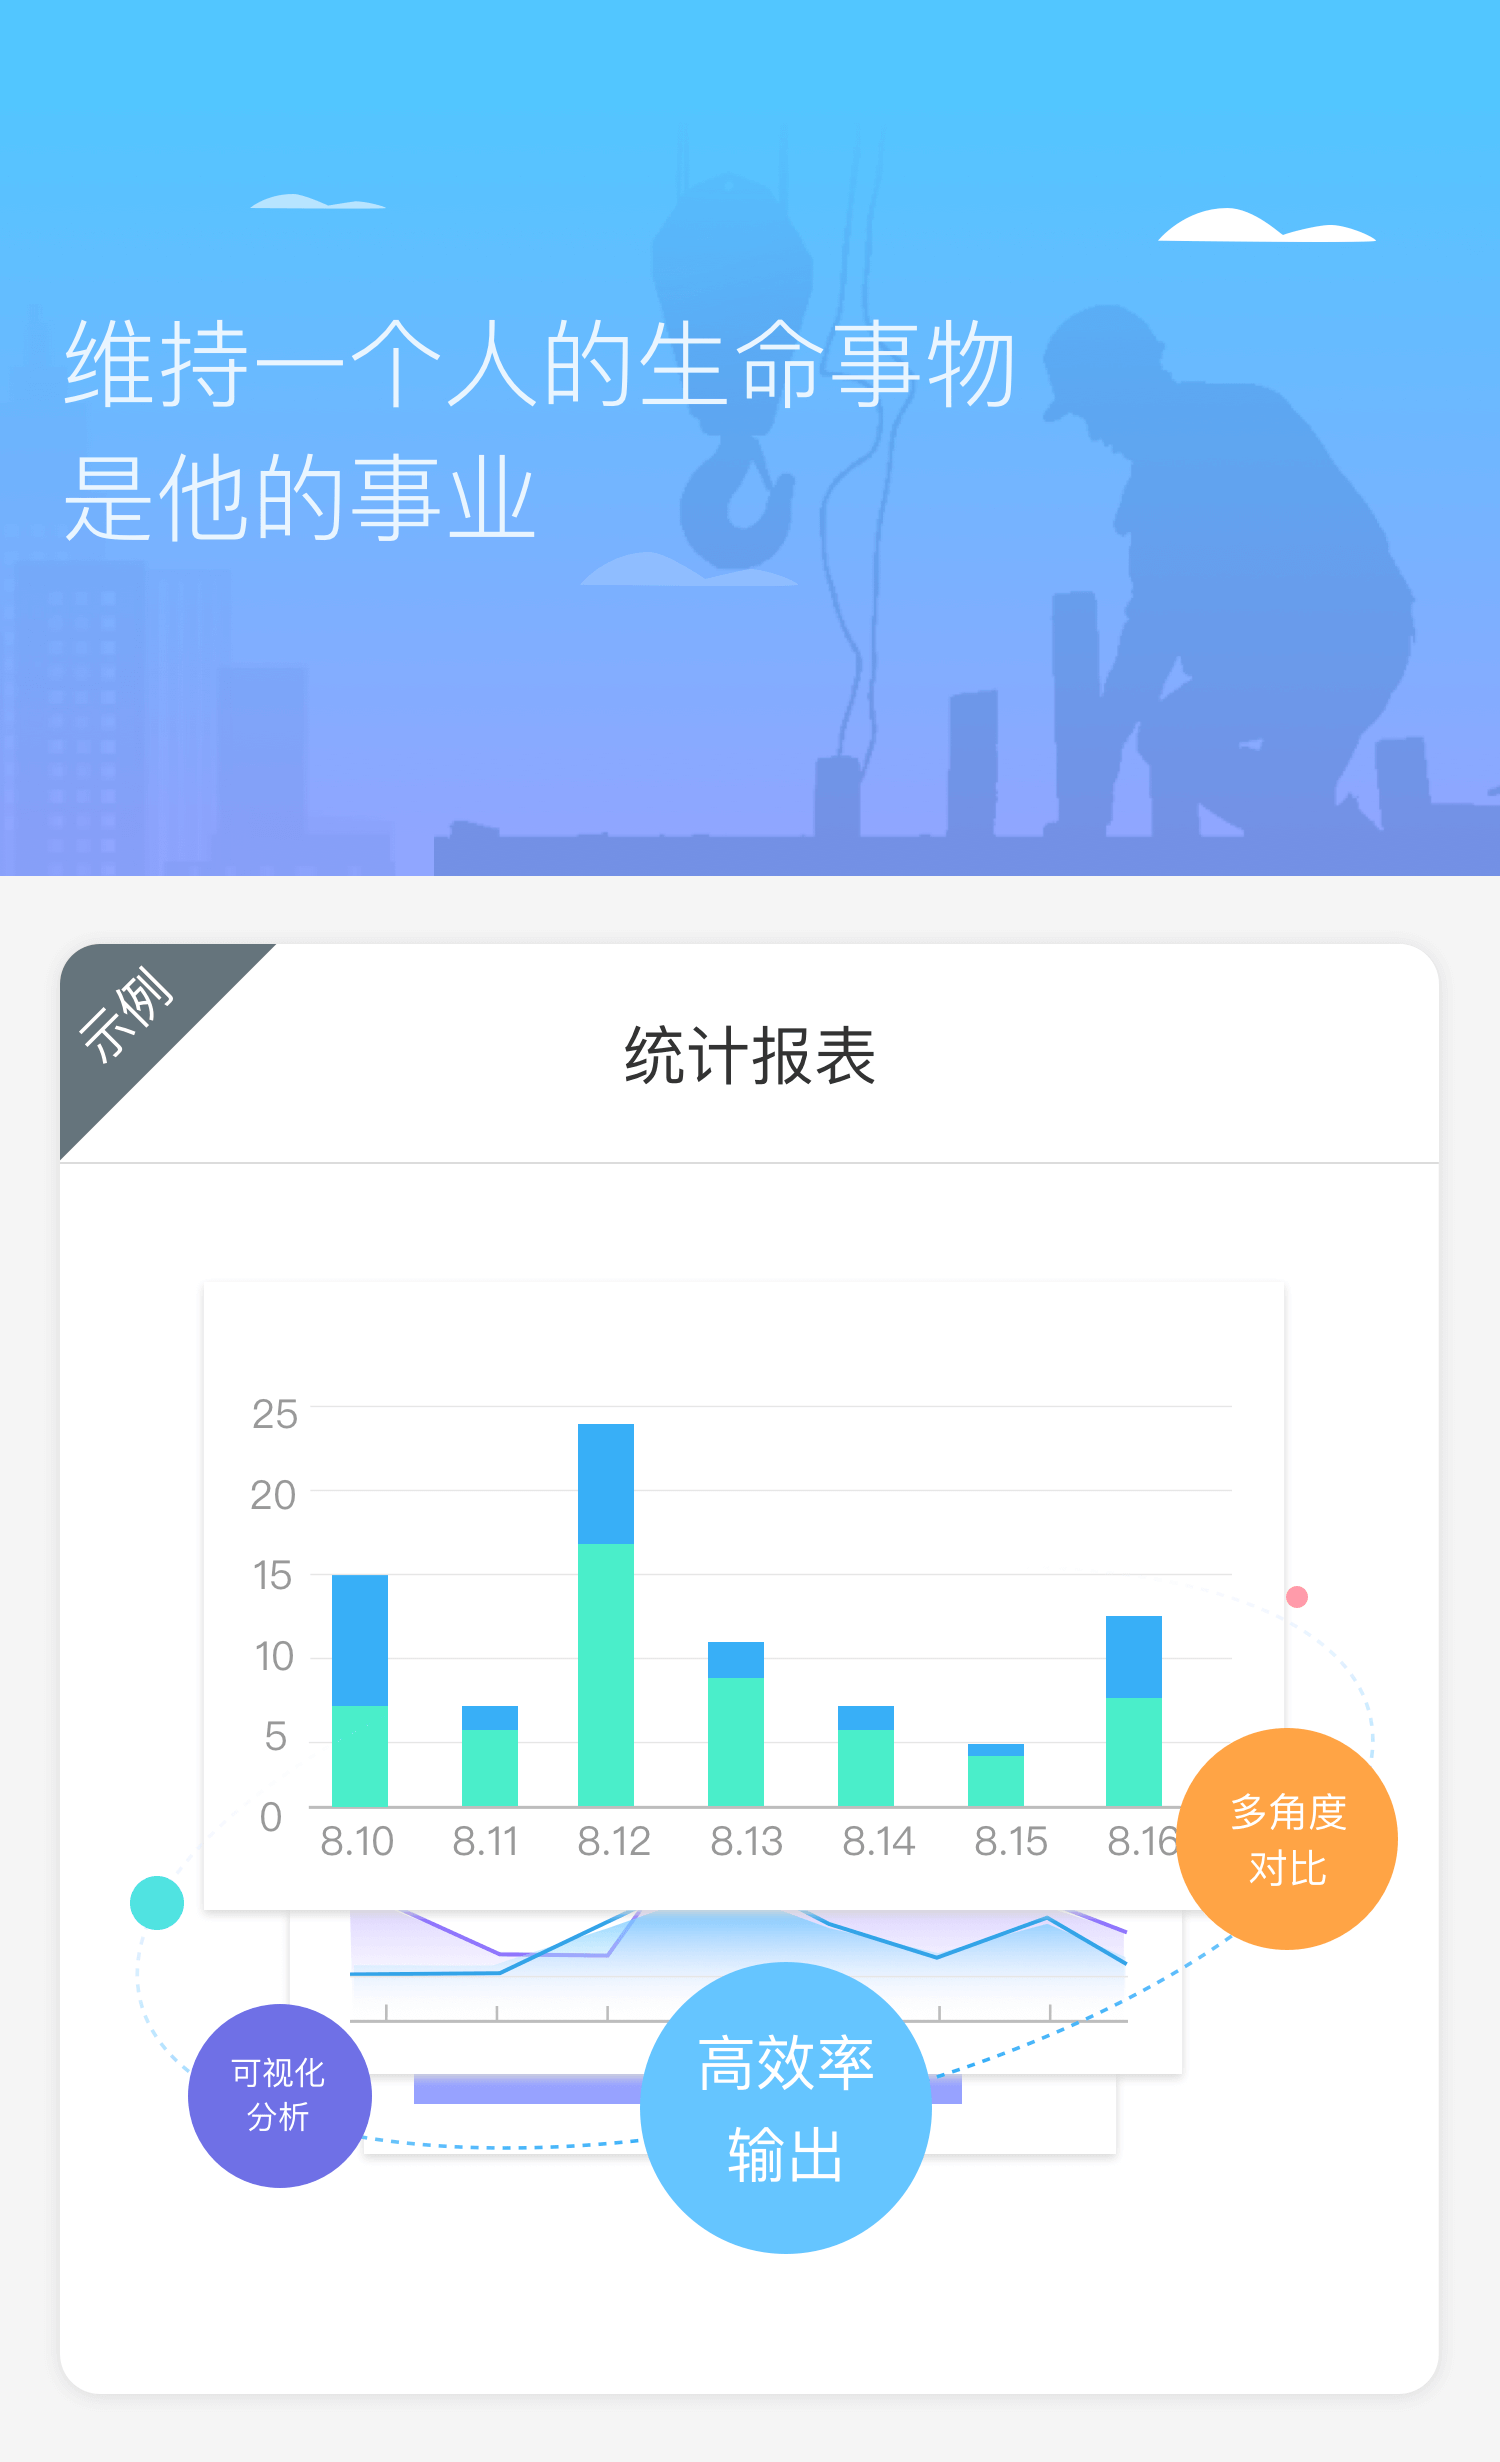 维持一个人的生命事物
是他的事业
示例
统计报表
25
20
15
10
5
0
8.10 8.11 8.12 8.13 8.14 8.15 8.16
多角度
对比
可视化
分析
高效率
输出